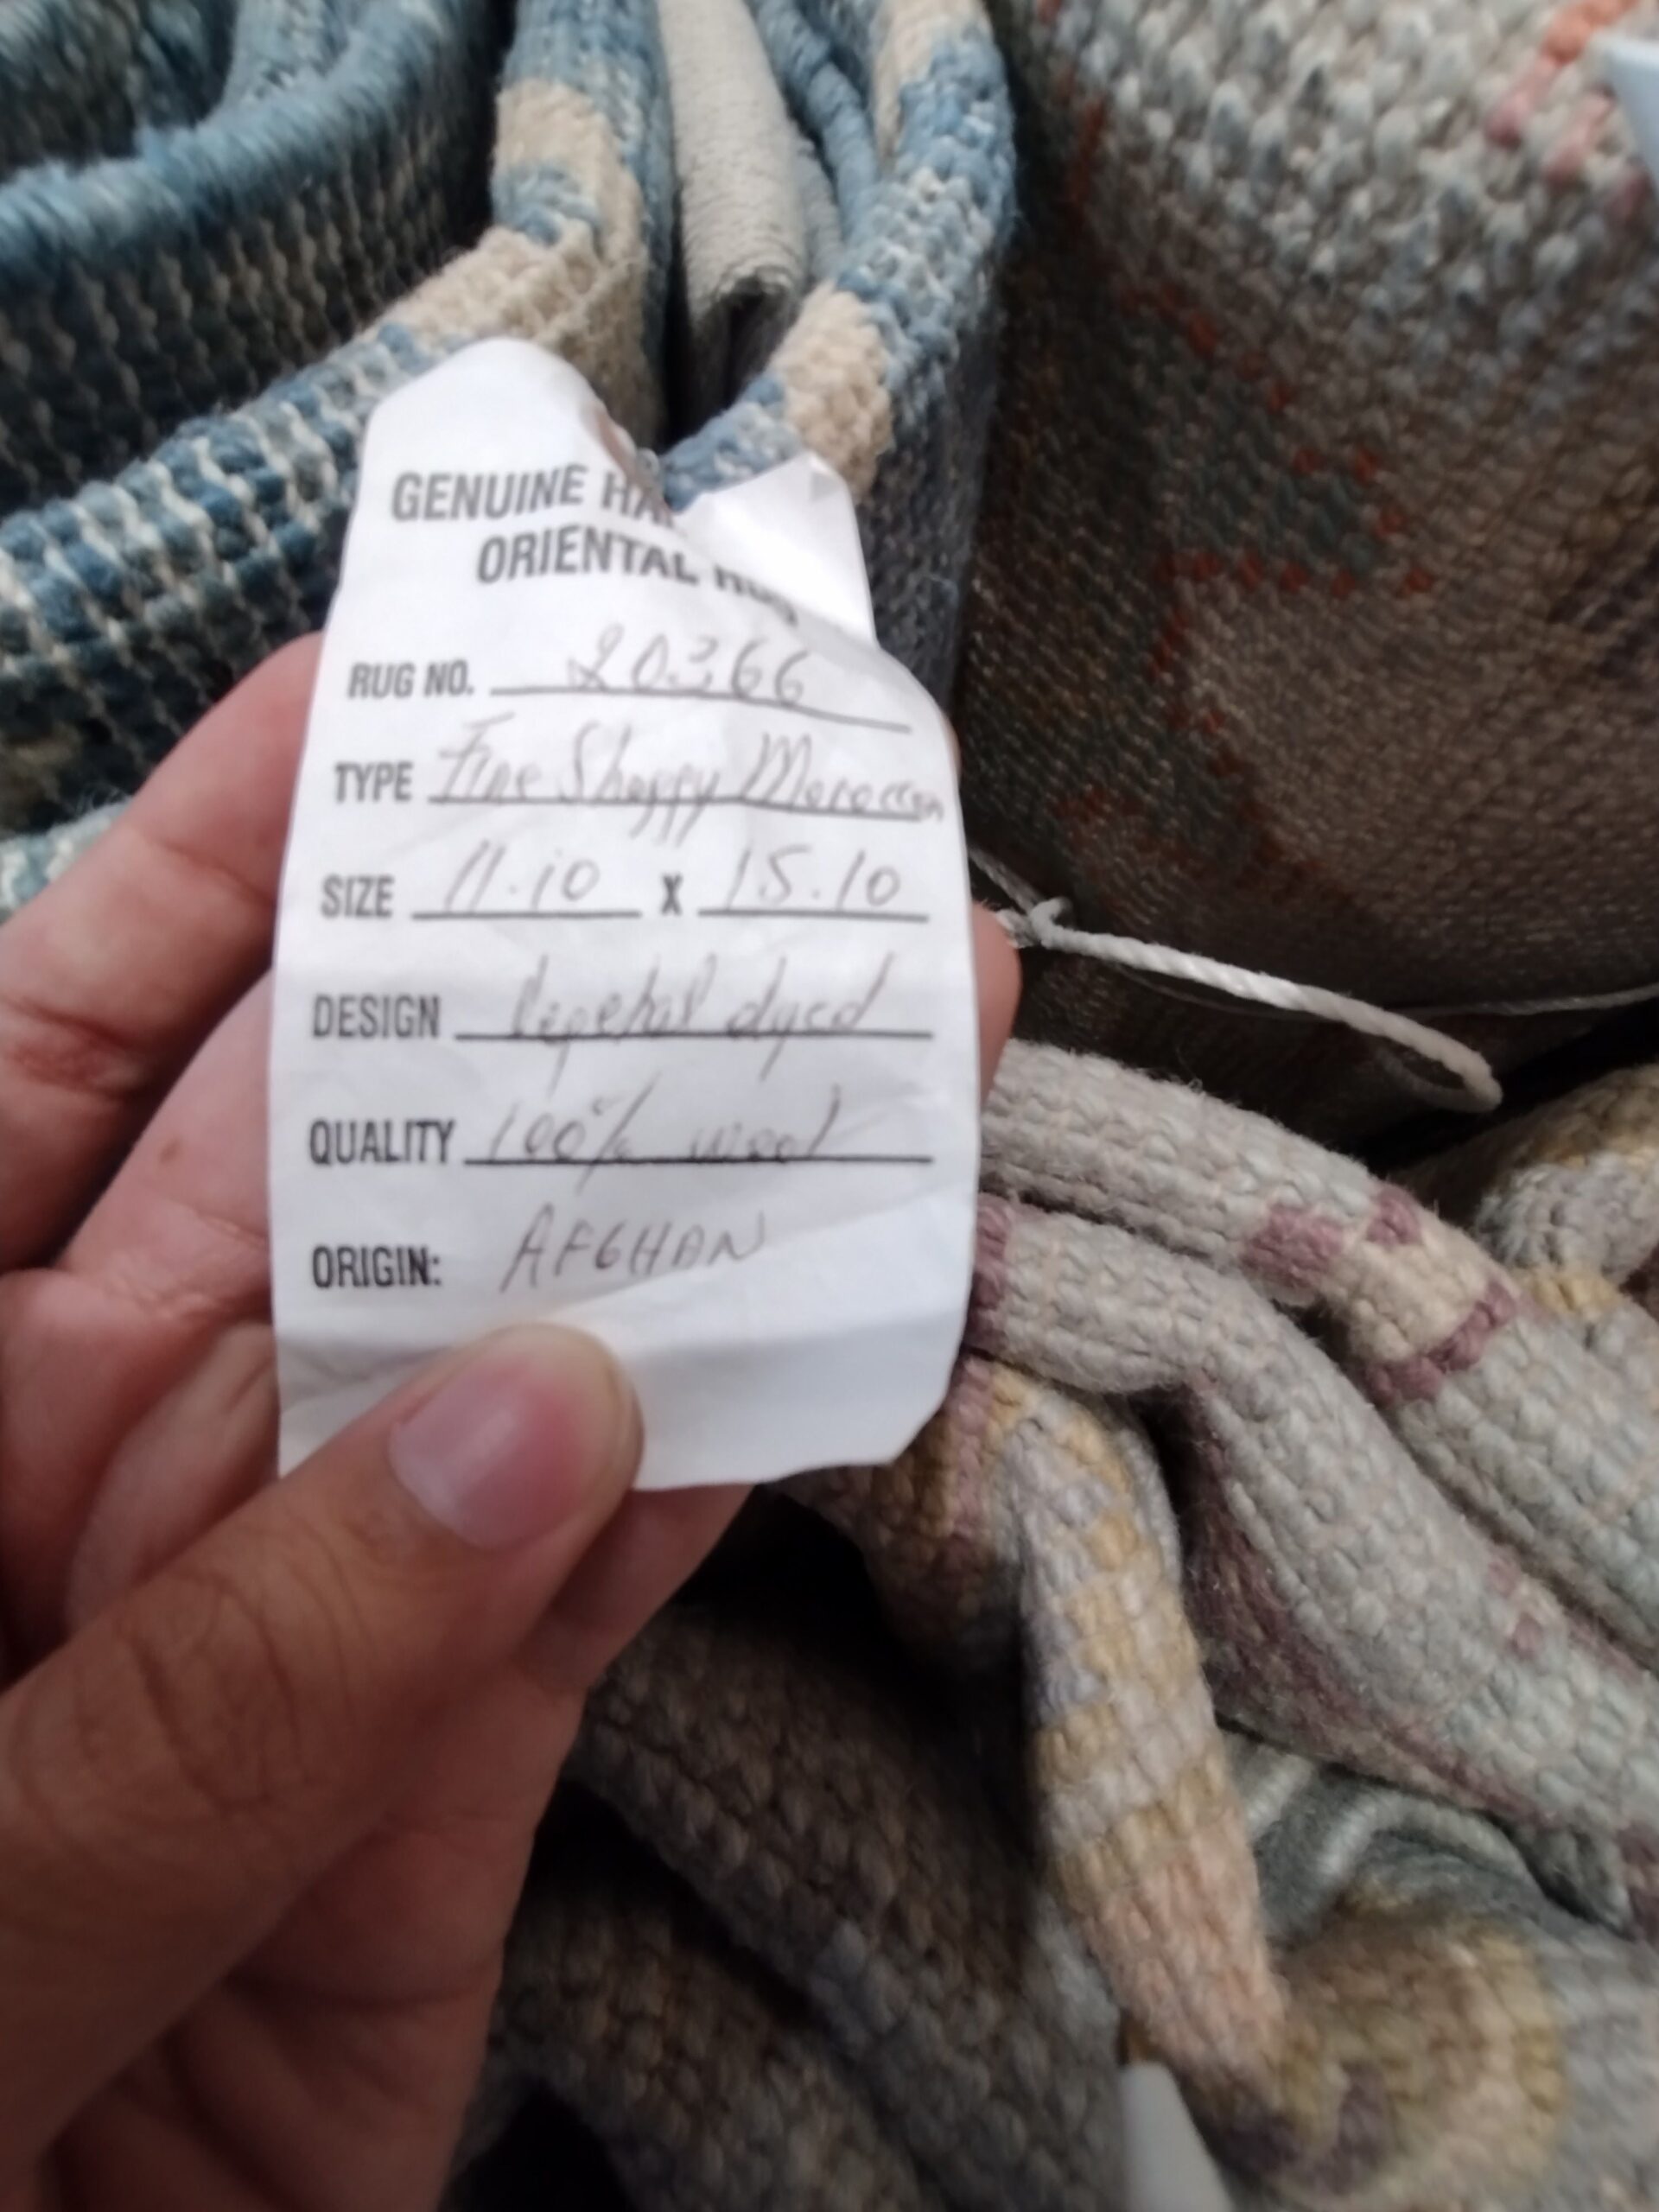 GENUINE HA
ORIENTAL RUG
RUG NO. 20366
TYPE Fine Shaggy Moroccan
SIZE 11.10 X 15.10
DESIGN dyed
QUALITY 100% wool
ORIGIN: AFGHAN